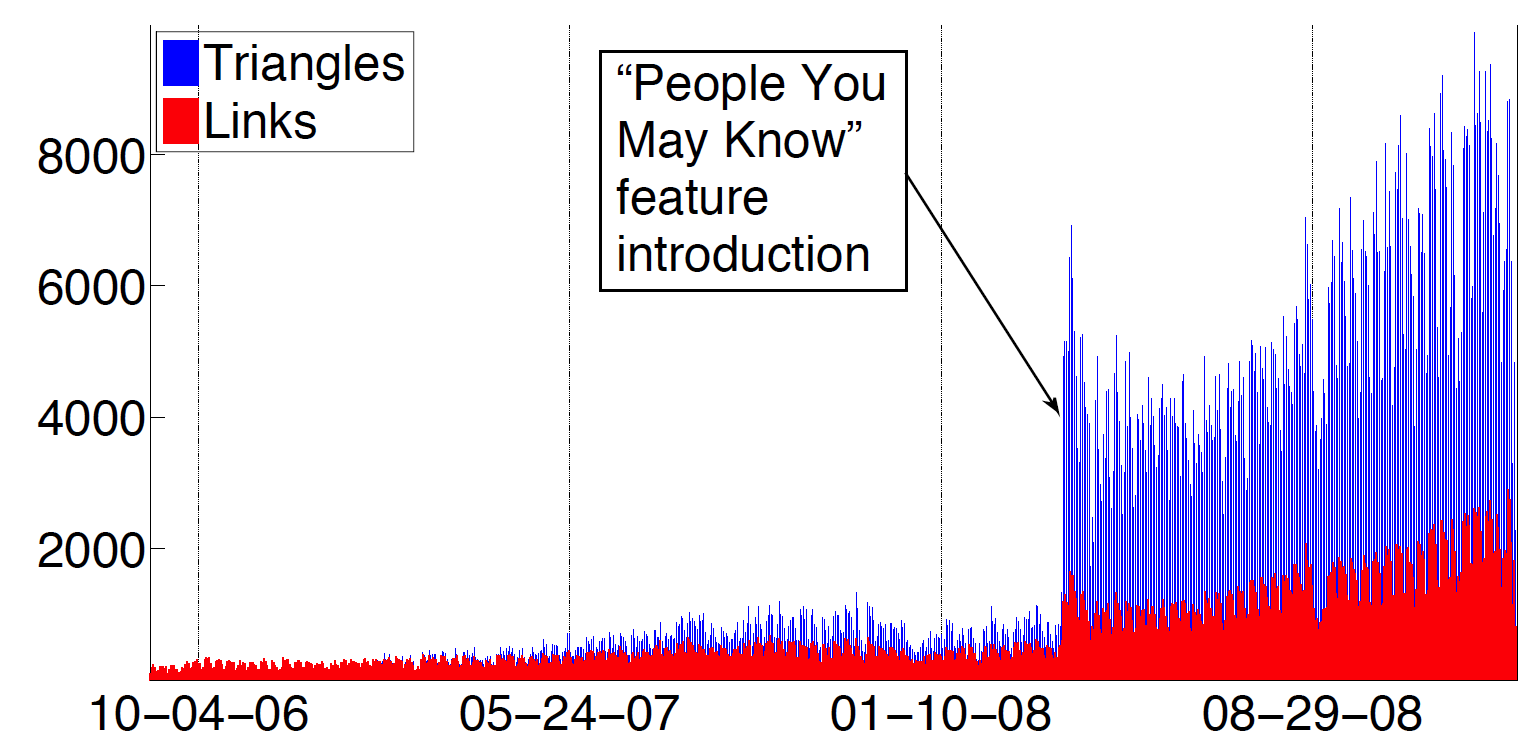 Triangles
Links
“People You
May Know”
feature
introduction
8000
6000
4000
2000
10−04−06
05−24−07
01−10−08
08−29−08